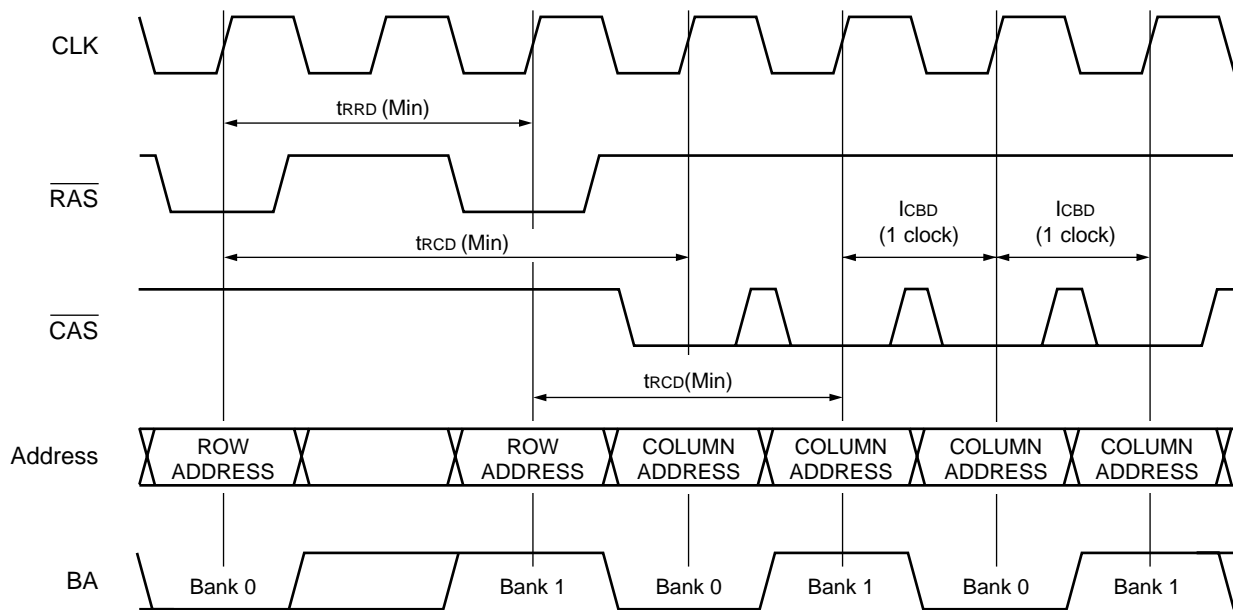 CLK
tRRD (Min)
RAS
ICBD
(1 clock)
ICBD
(1 clock)
tRCD (Min)
CAS
tRCD(Min)
Address
ROW
ADDRESS
ROW
ADDRESS
COLUMN
ADDRESS
COLUMN
ADDRESS
COLUMN
ADDRESS
COLUMN
ADDRESS
BA
Bank 0
Bank 1
Bank 0
Bank 1
Bank 0
Bank 1